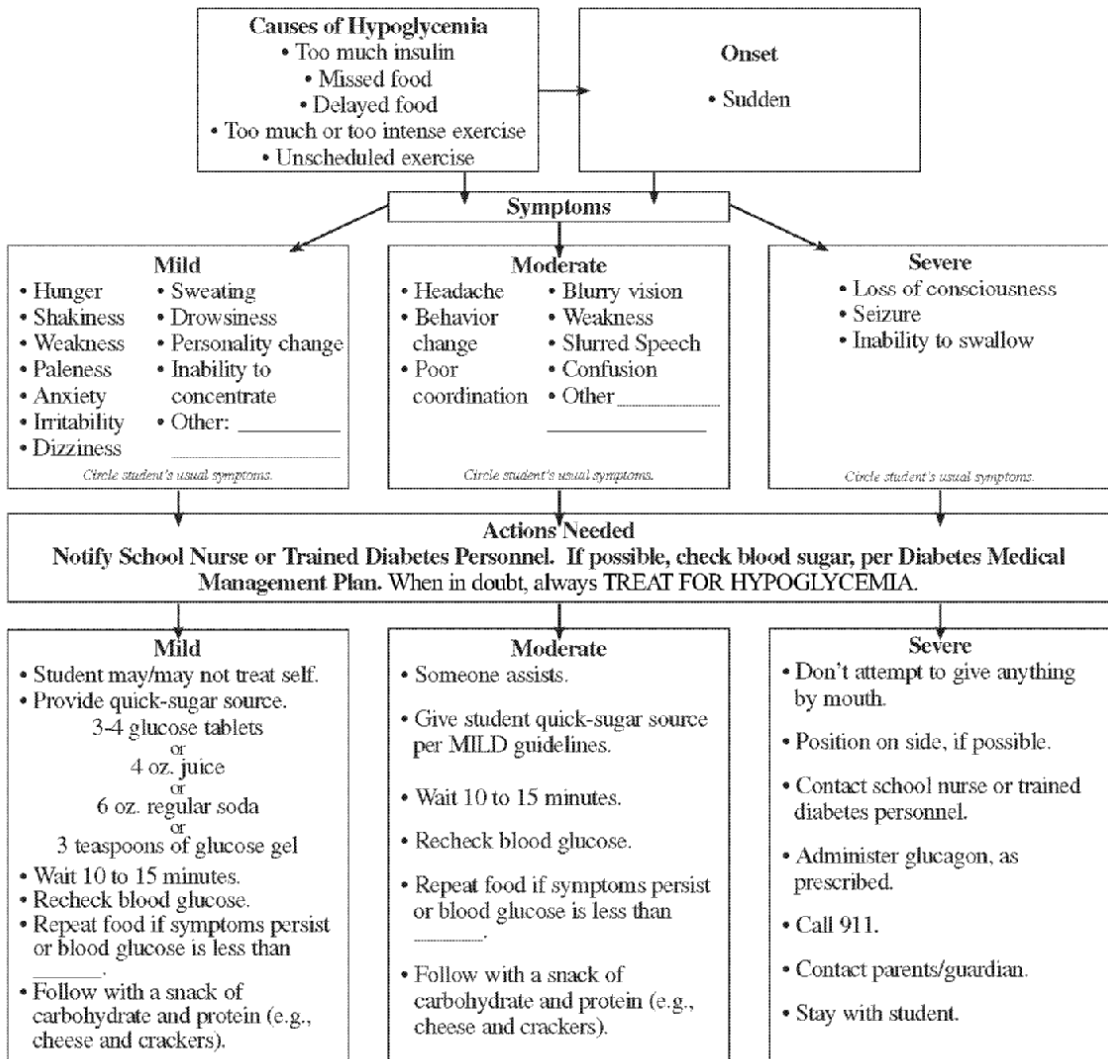 Causes of Hypoglycemia
• Too much insulin
• Missed food
• Delayed food
• Too much or too intense exercise
• Unscheduled exercise
Onset
• Sudden
Symptoms
Mild
• Hunger
• Shakiness
• Weakness
• Paleness
• Anxiety
• Irritability
• Dizziness
• Sweating
• Drowsiness
• Personality change
• Inability to
concentrate
• Other: __________
__________
Circle student's usual symptoms.
Moderate
• Headache
• Behavior
change
• Poor
coordination
• Blurry vision
• Weakness
• Slurred Speech
• Confusion
• Other __________
__________
Circle student's usual symptoms.
Severe
• Loss of consciousness
• Seizure
• Inability to swallow
Circle student's usual symptoms.
Actions Needed
Notify School Nurse or Trained Diabetes Personnel. If possible, check blood sugar, per Diabetes Medical
Management Plan. When in doubt, always TREAT FOR HYPOGLYCEMIA.
Mild
• Student may/may not treat self.
• Provide quick-sugar source.
3-4 glucose tablets
or
4 oz. juice
or
6 oz. regular soda
or
3 teaspoons of glucose gel
• Wait 10 to 15 minutes.
• Recheck blood glucose.
• Repeat food if symptoms persist
or blood glucose is less than
______.
• Follow with a snack of
carbohydrate and protein (e.g.,
cheese and crackers).
Moderate
• Someone assists.
• Give student quick-sugar source
per MILD guidelines.
• Wait 10 to 15 minutes.
• Recheck blood glucose.
• Repeat food if symptoms persist
or blood glucose is less than
______.
• Follow with a snack of
carbohydrate and protein (e.g.,
cheese and crackers).
Severe
• Don't attempt to give anything
by mouth.
• Position on side, if possible.
• Contact school nurse or trained
diabetes personnel.
• Administer glucagon, as
prescribed.
• Call 911.
• Contact parents/guardian.
• Stay with student.